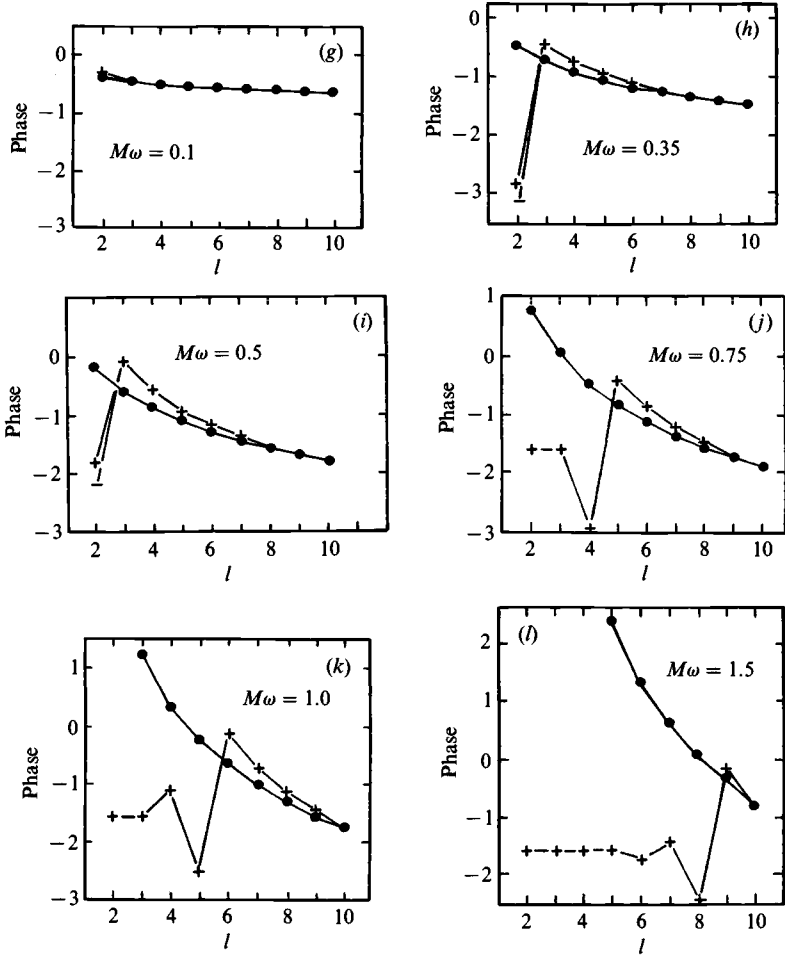 (g)
0
−1
−2
−3
Phase
Mω = 0.1
2 4 6 8 10
l
(h)
0
−1
−2
−3
Phase
Mω = 0.35
2 4 6 8 10
l
(i)
1
0
−1
−2
−3
Phase
Mω = 0.5
2 4 6 8 10
l
(j)
1
0
−1
−2
−3
Phase
Mω = 0.75
2 4 6 8 10
l
(k)
1
0
−1
−2
−3
Phase
Mω = 1.0
2 4 6 8 10
l
(l)
2
1
0
−1
−2
Phase
Mω = 1.5
2 4 6 8 10
l